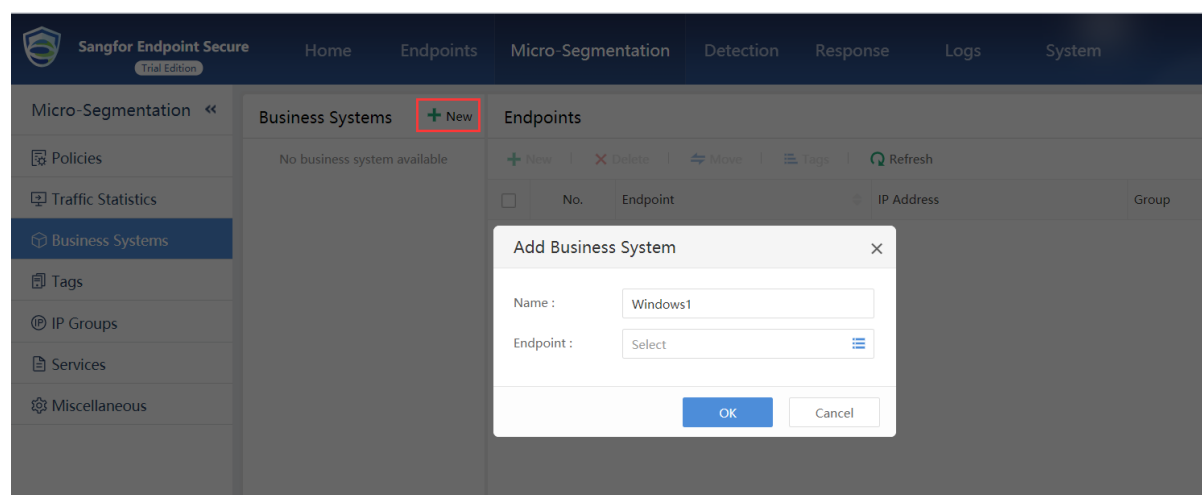 Sangfor Endpoint Secure
Trial Edition
Home
Endpoints
Micro-Segmentation
Detection
Response
Logs
System
Micro-Segmentation «
Policies
Traffic Statistics
Business Systems
Tags
IP Groups
Services
Miscellaneous
Business Systems
+ New
No business system available
Endpoints
+ New
Delete
Move
Tags
Refresh
No.
Endpoint
IP Address
Group
Add Business System
Name :
Windows1
Endpoint :
Select
OK
Cancel